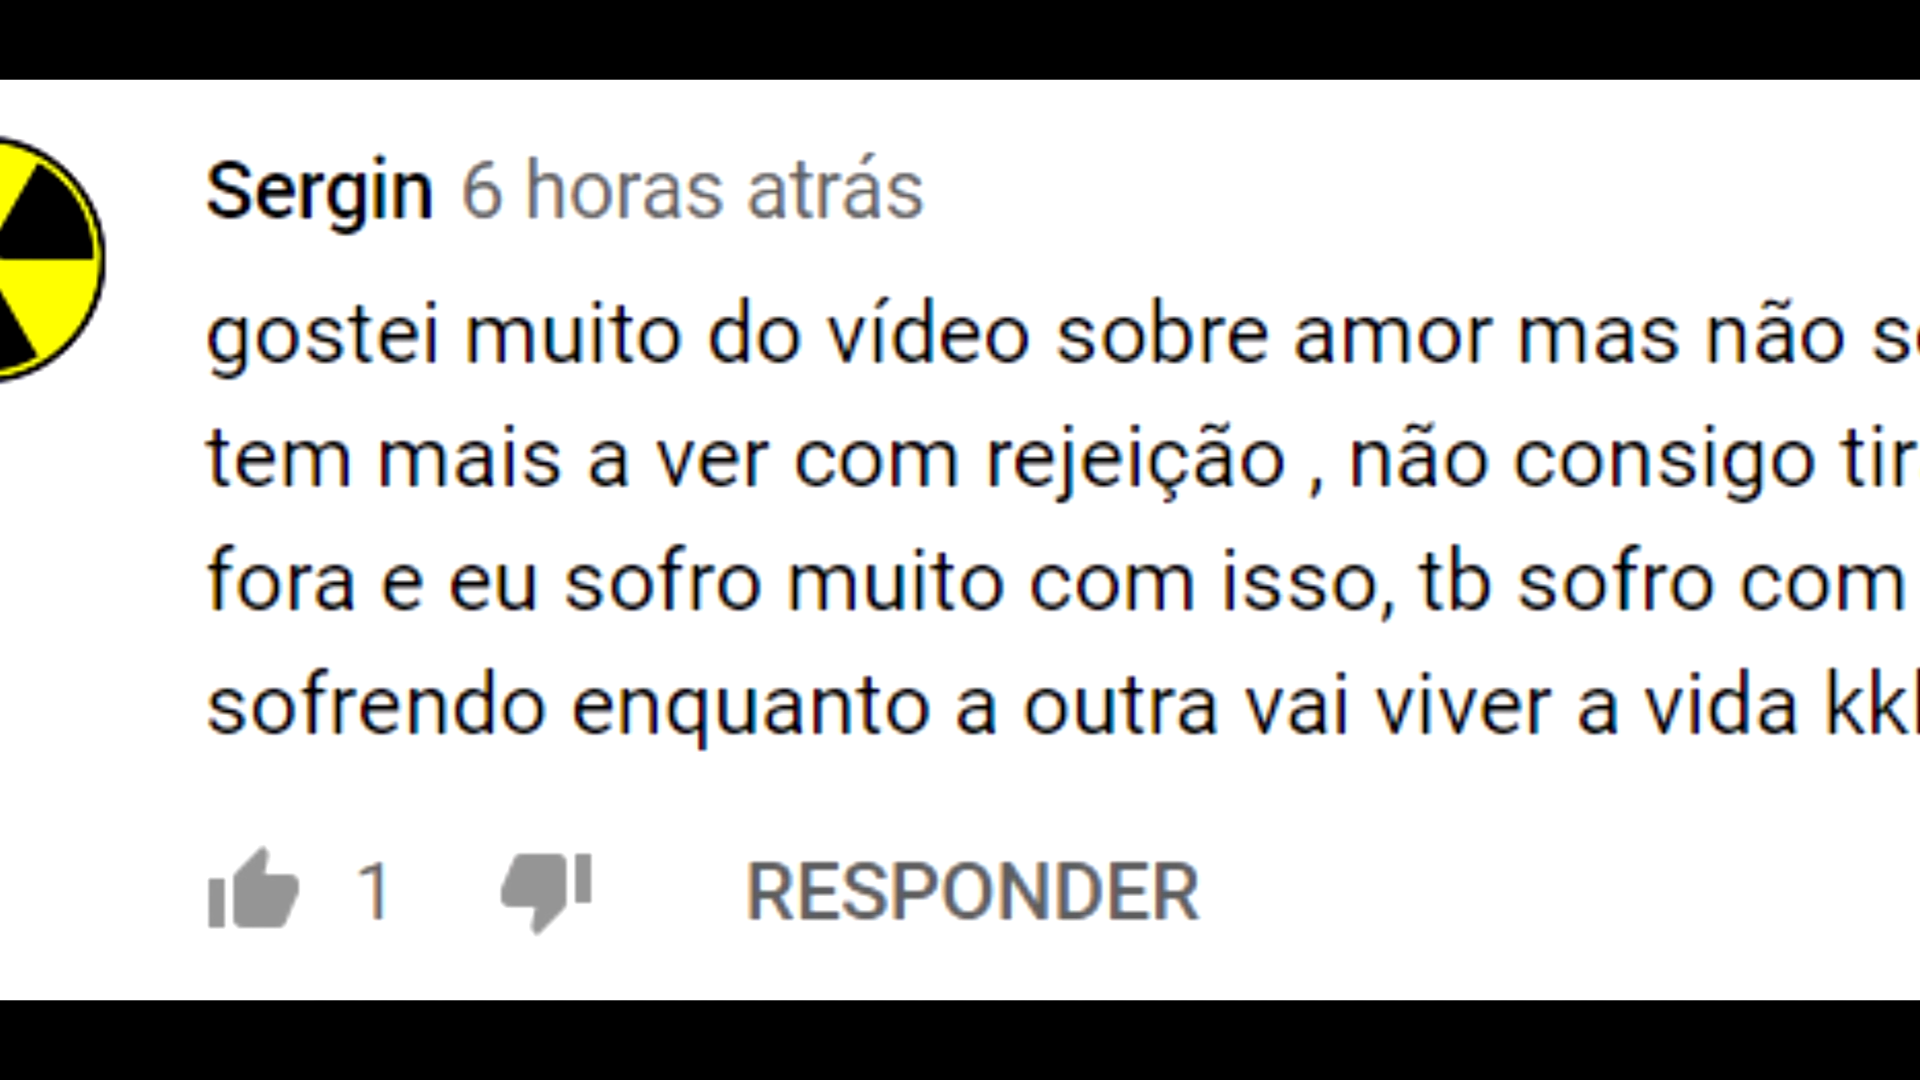 Sergin 6 horas atrás
gostei muito do vídeo sobre amor mas não
tem mais a ver com rejeição , não consigo
fora e eu sofro muito com isso, tb sofro com
sofrendo enquanto a outra vai viver a vida
1 RESPONDER